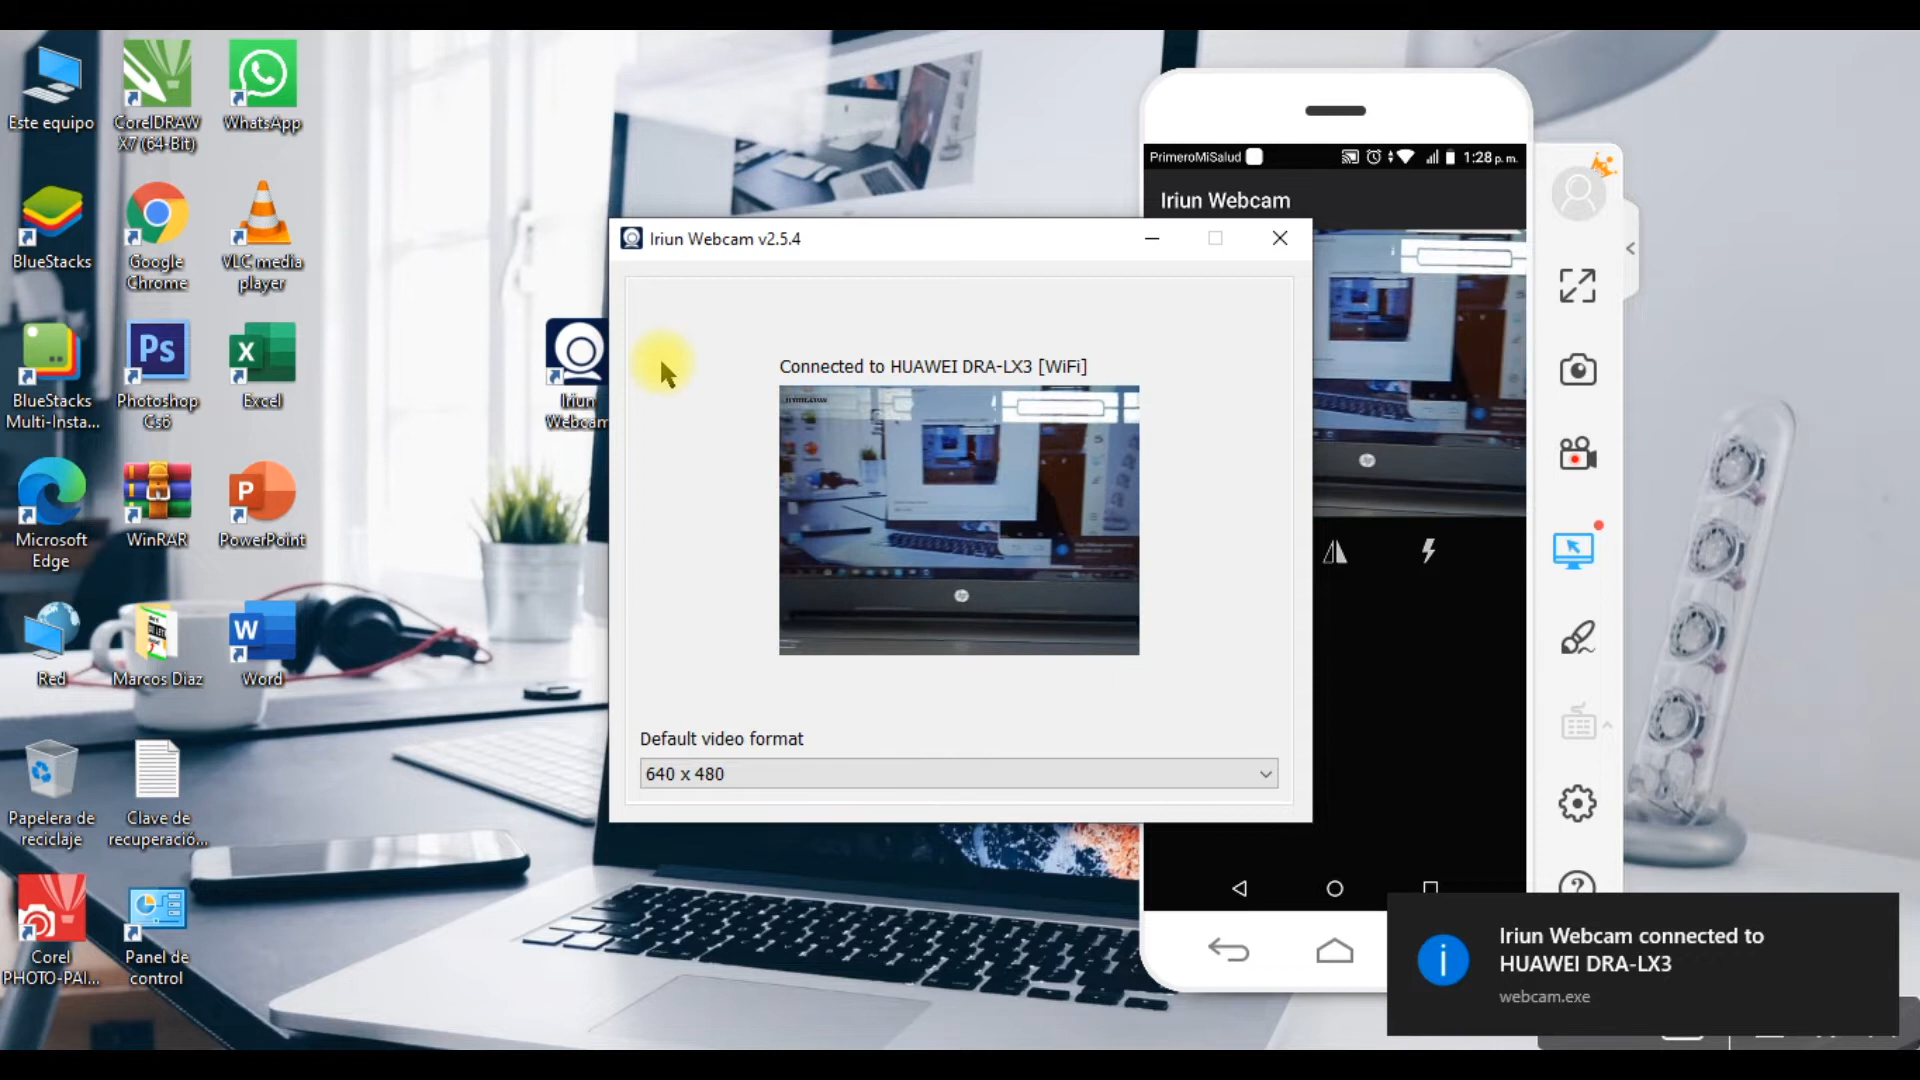 Este equipo
CorelDRAW
X7 (64-Bit)
WhatsApp
BlueStacks
Google
Chrome
VLC media
player
BlueStacks
Multi-Insta...
Photoshop
Cs6
Excel
Iriun
Webcam
Microsoft
Edge
WinRAR
PowerPoint
Red
Marcos Diaz
Word
Papelera de
reciclaje
Clave de
recuperació...
Corel
PHOTO-PAI...
Panel de
control
PrimeroMiSalud
1:28 p. m.
Iriun Webcam
Iriun Webcam v2.5.4
Connected to HUAWEI DRA-LX3 [WiFi]
Default video format
640 x 480
Iriun Webcam connected to
HUAWEI DRA-LX3
webcam.exe